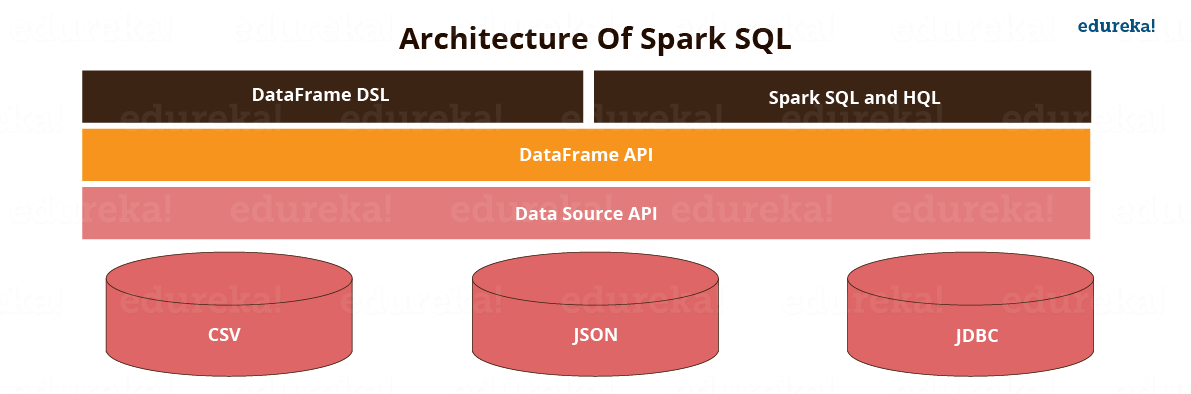 Architecture Of Spark SQL
edureka!
DataFrame DSL
Spark SQL and HQL
DataFrame API
Data Source API
CSV
JSON
JDBC